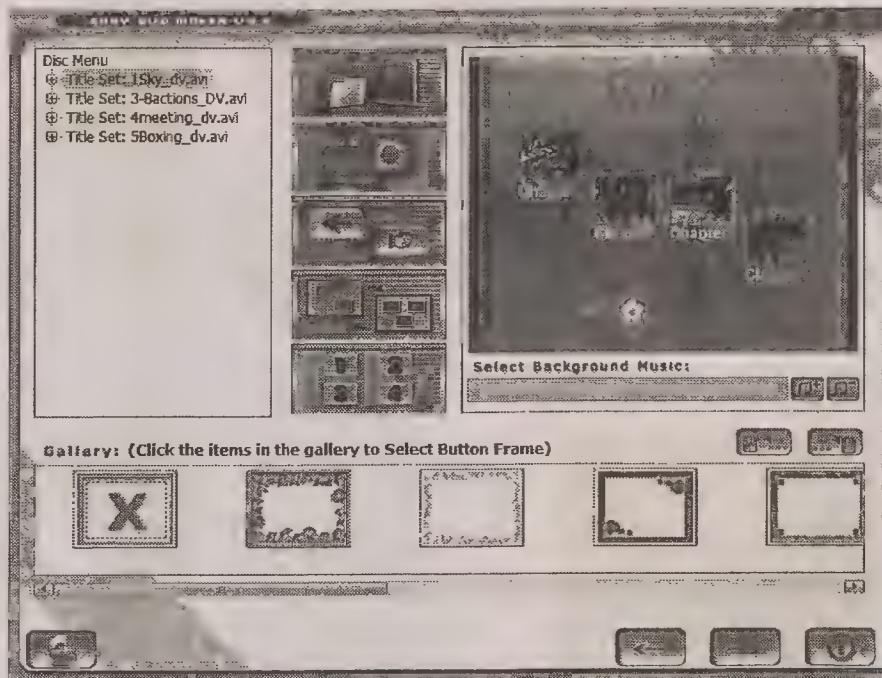 Disc Menu
Title Set: 1Sky_dv.avi
Title Set: 3-8actions_DV.avi
Title Set: 4meeting_dv.avi
Title Set: 5Boxing_dv.avi
Select Background Music:
Gallery: (Click the items in the gallery to Select Button Frame)
X